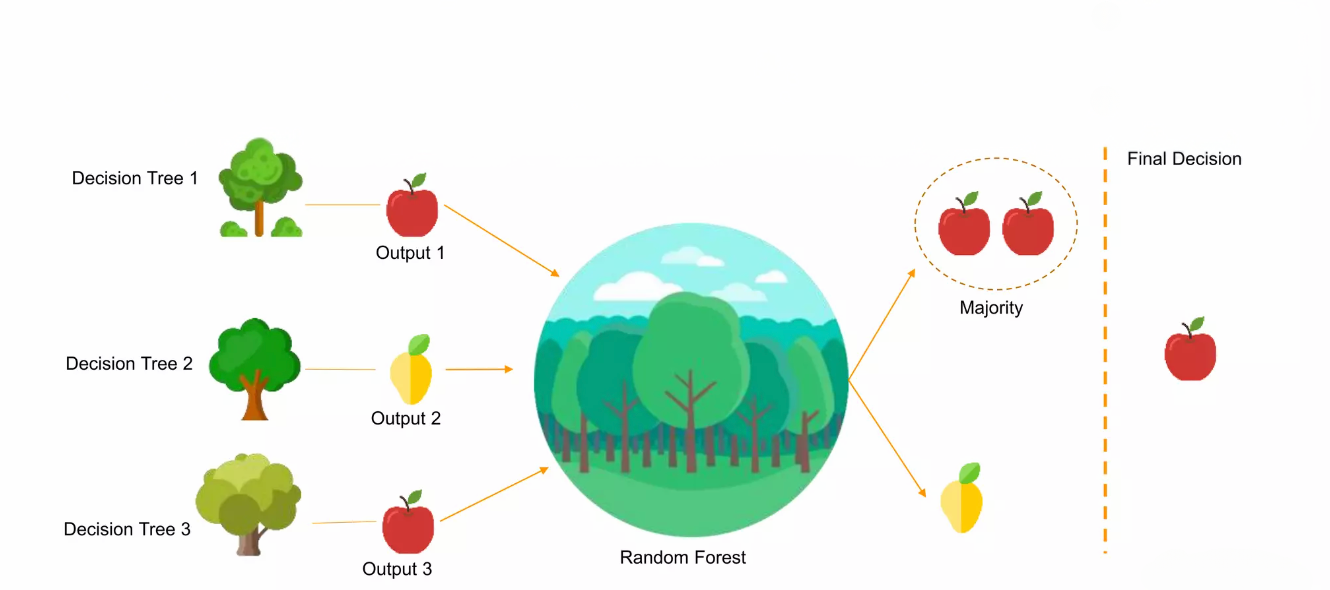 Decision Tree 1
Output 1
Decision Tree 2
Output 2
Decision Tree 3
Output 3
Random Forest
Majority
Final Decision